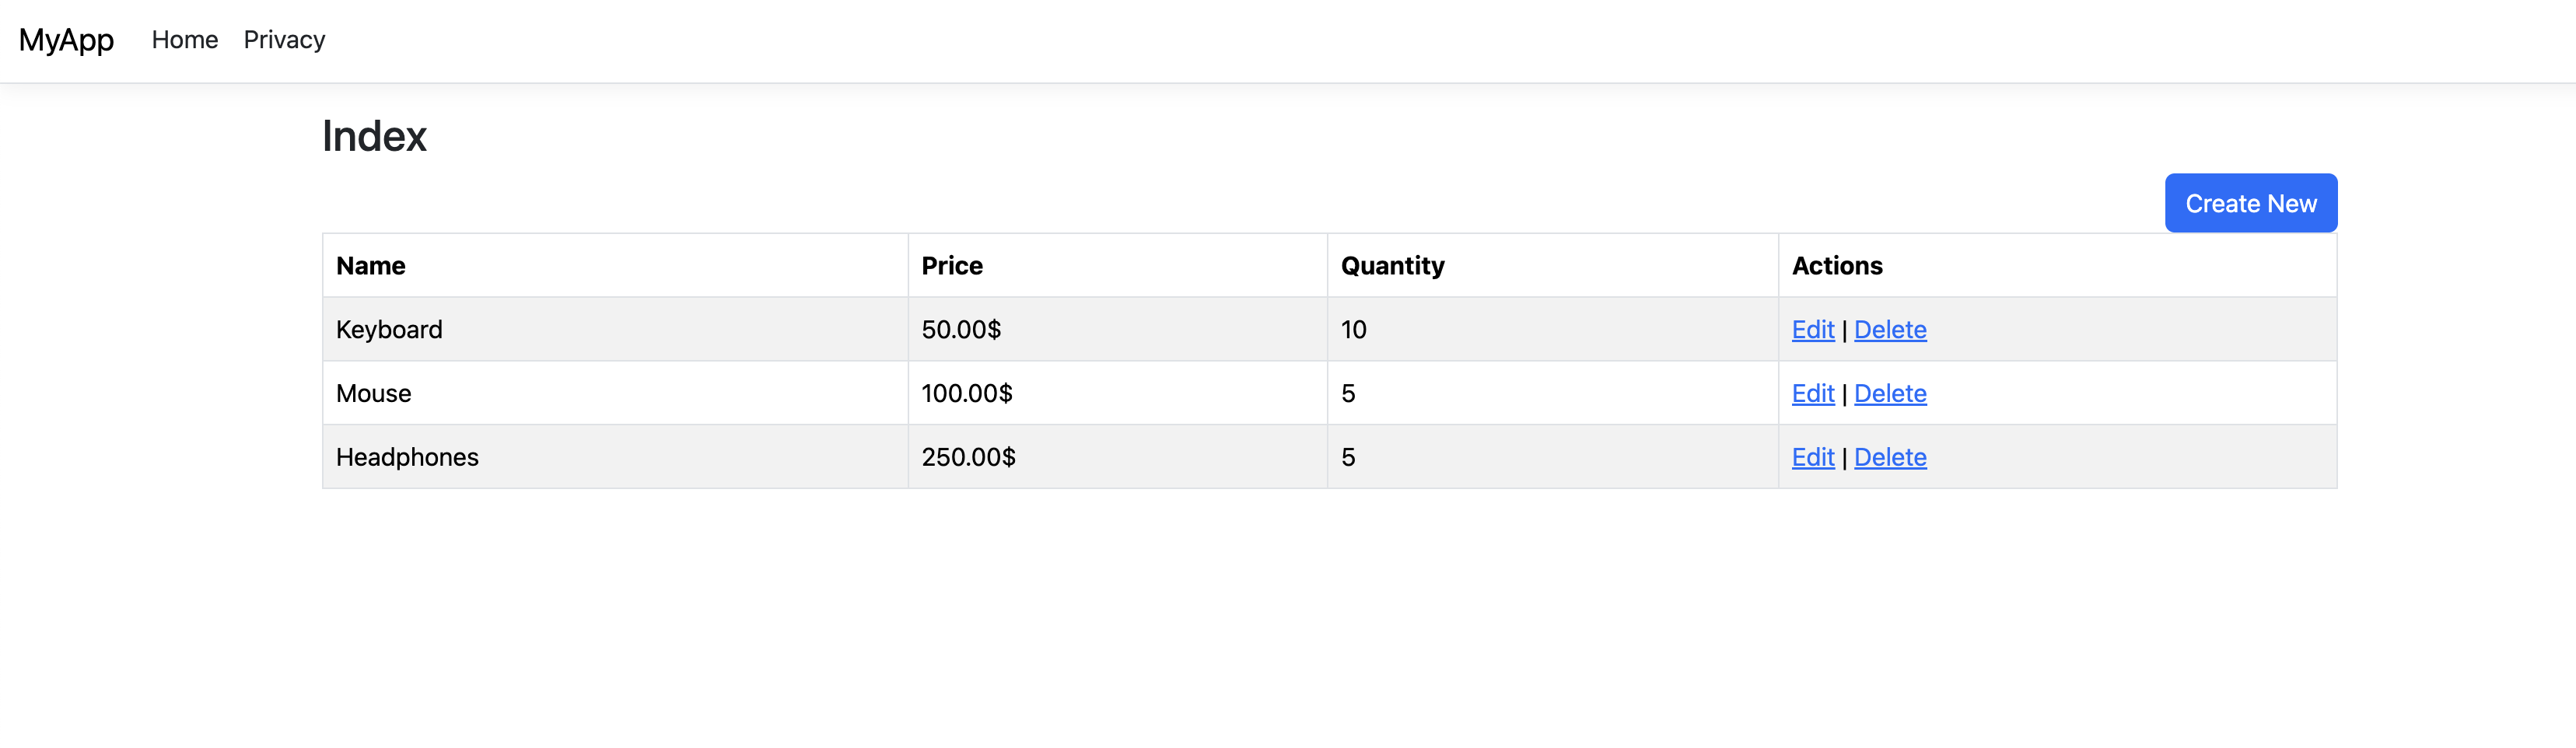 MyApp Home Privacy
Index
Create New
Name Price Quantity Actions
Keyboard 50.00$ 10 Edit | Delete
Mouse 100.00$ 5 Edit | Delete
Headphones 250.00$ 5 Edit | Delete